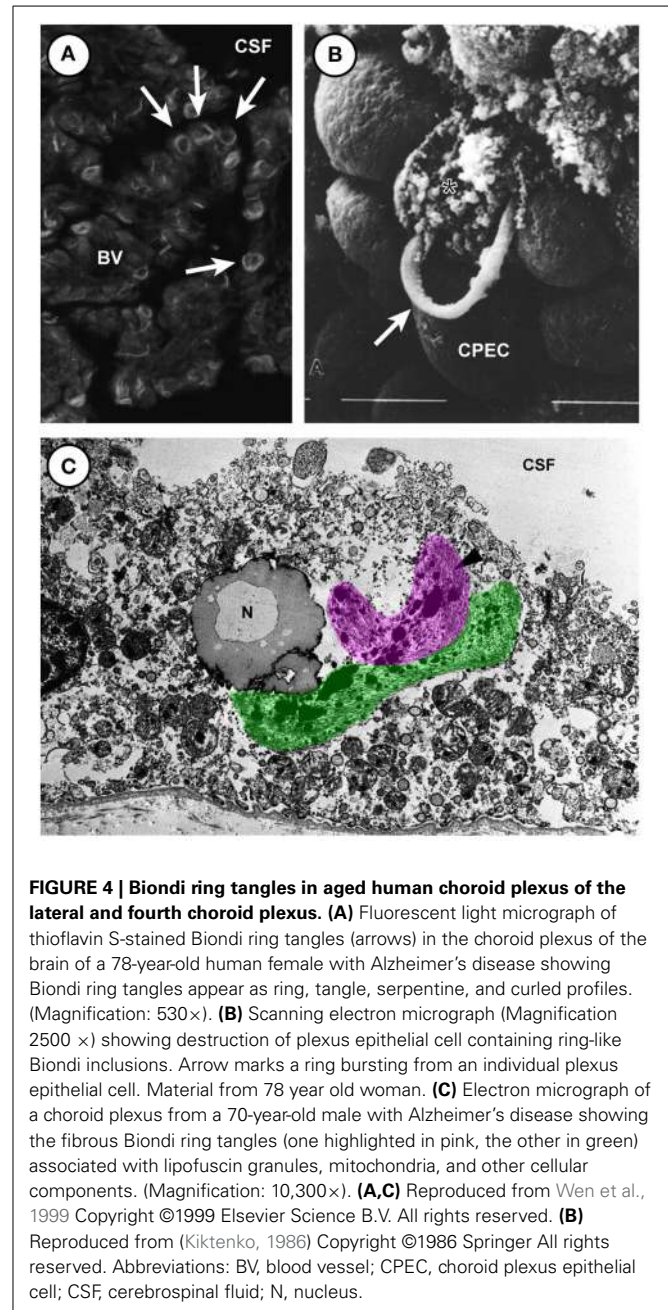 A
CSF
BV
B
CPEC
*
A
C
CSF
N
FIGURE 4 | Biondi ring tangles in aged human choroid plexus of the
lateral and fourth choroid plexus. (A) Fluorescent light micrograph of
thioflavin S-stained Biondi ring tangles (arrows) in the choroid plexus of the
brain of a 78-year-old human female with Alzheimer's disease showing
Biondi ring tangles appear as ring, tangle, serpentine, and curled profiles.
(Magnification: 530×). (B) Scanning electron micrograph (Magnification
2500 ×) showing destruction of plexus epithelial cell containing ring-like
Biondi inclusions. Arrow marks a ring bursting from an individual plexus
epithelial cell. Material from 78 year old woman. (C) Electron micrograph of
a choroid plexus from a 70-year-old male with Alzheimer's disease showing
the fibrous Biondi ring tangles (one highlighted in pink, the other in green)
associated with lipofuscin granules, mitochondria, and other cellular
components. (Magnification: 10,300×). (A,C) Reproduced from Wen et al.,
1999 Copyright ©1999 Elsevier Science B.V. All rights reserved. (B)
Reproduced from (Kiktenko, 1986) Copyright ©1986 Springer All rights
reserved. Abbreviations: BV, blood vessel; CPEC, choroid plexus epithelial
cell; CSF, cerebrospinal fluid; N, nucleus.